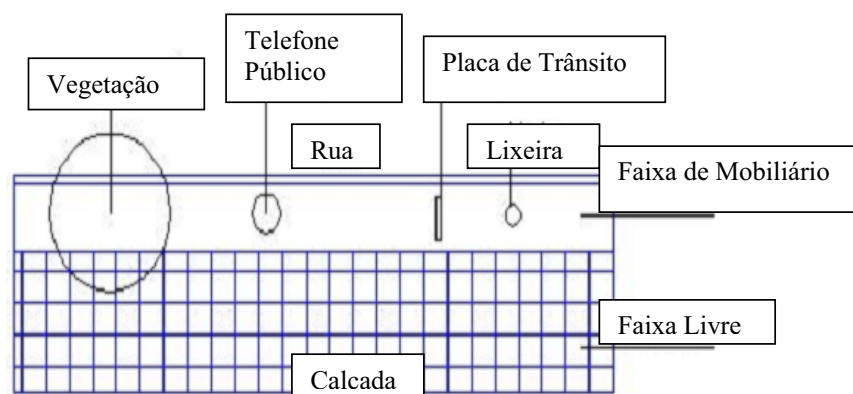 Telefone
Público
Placa de Trânsito
Vegetação
Rua
Lixeira
Faixa de Mobiliário
Faixa Livre
Calcada